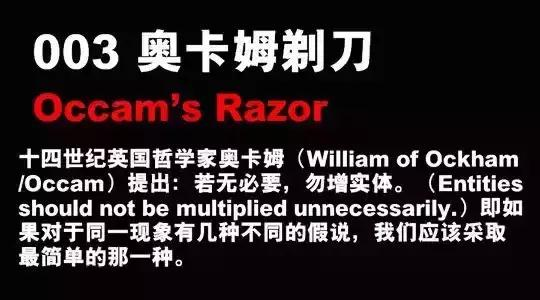 003 奥卡姆剃刀
Occam's Razor
十四世纪英国哲学家奥卡姆（William of Ockham
/Occam）提出：若无必要，勿增实体。（Entities
should not be multiplied unnecessarily.）即如
果对于同一现象有几种不同的假说，我们应该采取
最简单的那一种。